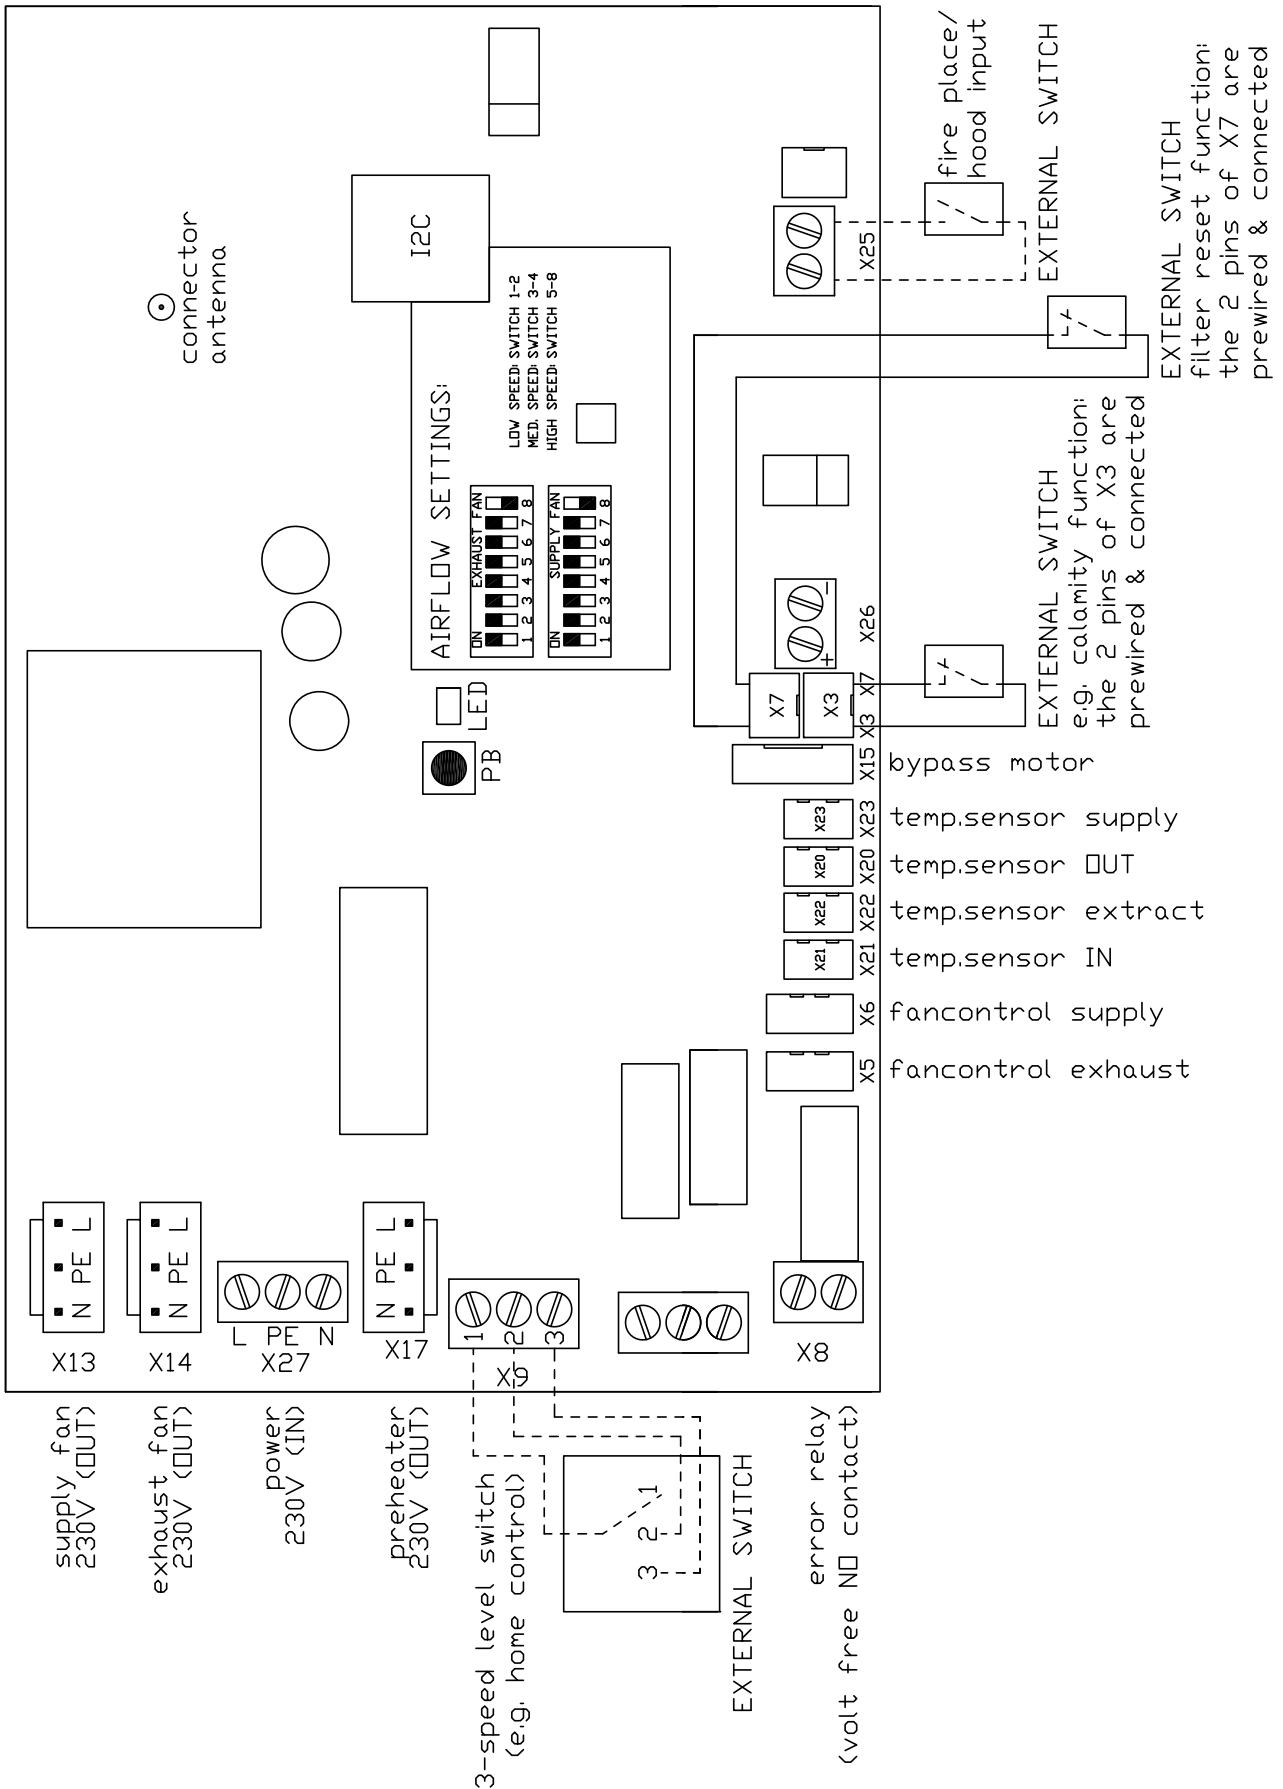 connector
antenna
I2C
AIRFLOW SETTINGS:
LOW SPEED: SWITCH 1-2
MED. SPEED: SWITCH 3-4
HIGH SPEED: SWITCH 5-8
ON EXHAUST FAN
1 2 3 4 5 6 7 8
ON SUPPLY FAN
1 2 3 4 5 6 7 8
LED
PB
fire place/
hood input
EXTERNAL SWITCH
X25
EXTERNAL SWITCH
filter reset function:
the 2 pins of X7 are
prewired & connected
EXTERNAL SWITCH
e.g. calamity function:
the 2 pins of X3 are
prewired & connected
+ -
X26
X7
X3
X7
X3
X15 bypass motor
X23
X23 temp.sensor supply
X20
X20 temp.sensor OUT
X22
X22 temp.sensor extract
X21
X21 temp.sensor IN
X6 fancontrol supply
X5 fancontrol exhaust
N PE L
X13
supply fan
230V (OUT)
N PE L
X14
exhaust fan
230V (OUT)
L PE N
X27
power
230V (IN)
N PE L
X17
preheater
230V (OUT)
1
2
3
X9
3-speed level switch
(e.g. home control)
3 2 1
EXTERNAL SWITCH
X8
error relay
(volt free NO contact)